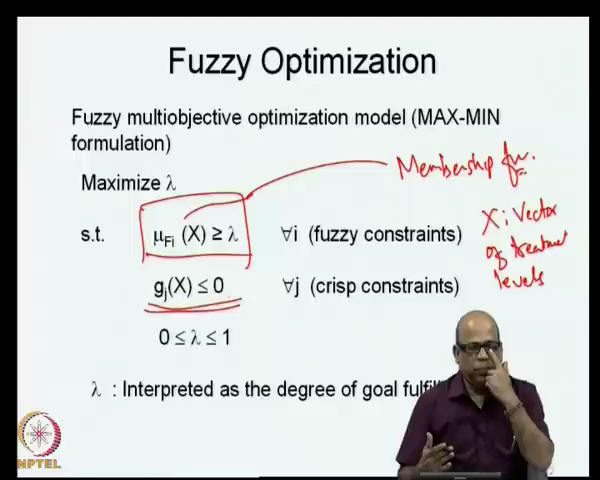 Fuzzy Optimization
Fuzzy multiobjective optimization model (MAX-MIN
formulation)
Membership fn.
Maximize λ
s.t. μFi (X) ≥ λ ∀i (fuzzy constraints)
X: Vector
of treatment
levels
gj(X) ≤ 0 ∀j (crisp constraints)
0 ≤ λ ≤ 1
λ : Interpreted as the degree of goal
NPTEL